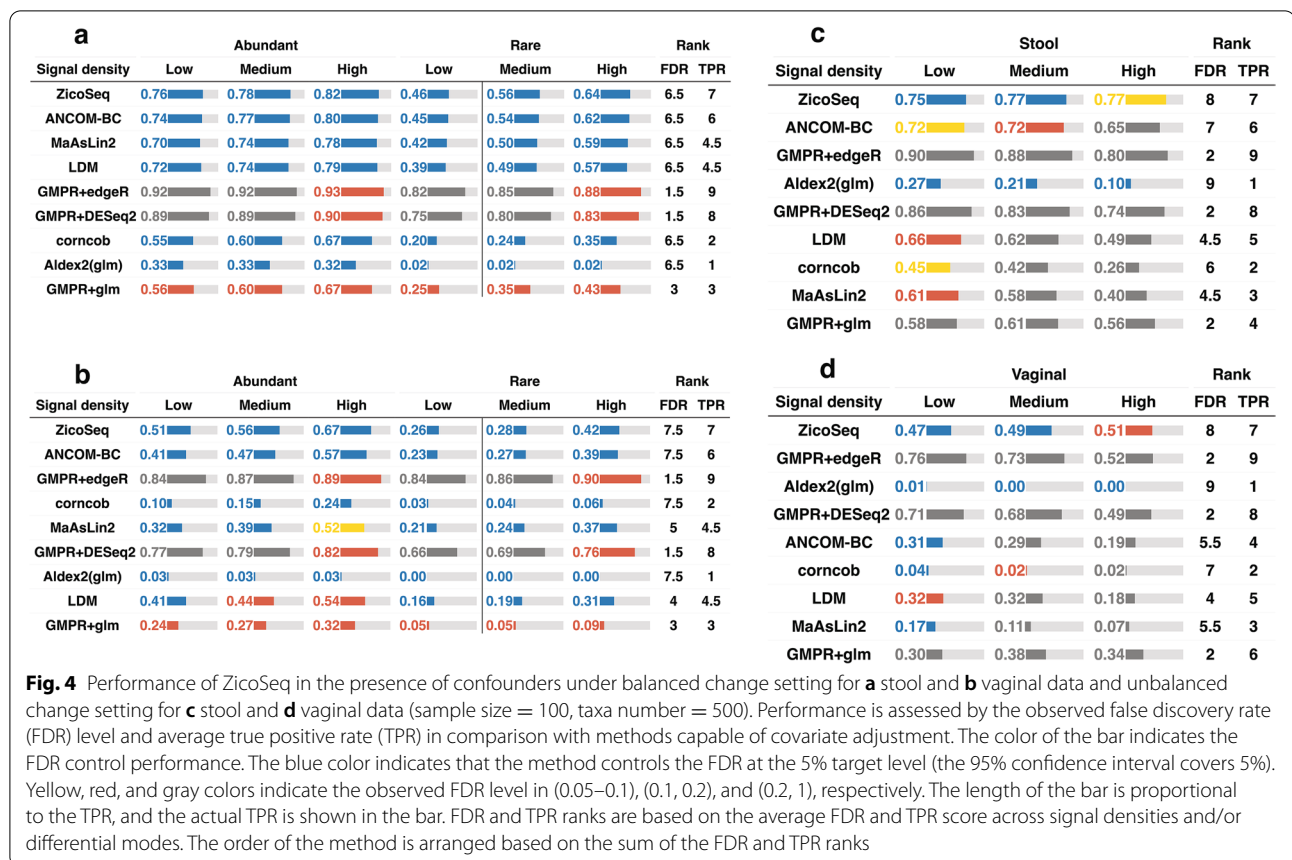 a
Abundant Rare Rank
Signal density Low Medium High Low Medium High FDR TPR
ZicoSeq 0.76 0.78 0.82 0.46 0.56 0.64 6.5 7
ANCOM-BC 0.74 0.77 0.80 0.45 0.54 0.62 6.5 6
MaAsLin2 0.70 0.74 0.78 0.42 0.50 0.59 6.5 4.5
LDM 0.72 0.74 0.79 0.39 0.49 0.57 6.5 4.5
GMPR+edgeR 0.92 0.92 0.93 0.82 0.85 0.88 1.5 9
GMPR+DESeq2 0.89 0.89 0.90 0.75 0.80 0.83 1.5 8
corncob 0.55 0.60 0.67 0.20 0.24 0.35 6.5 2
Aldex2(glm) 0.33 0.33 0.32 0.02 0.02 0.02 6.5 1
GMPR+glm 0.56 0.60 0.67 0.25 0.35 0.43 3 3
b
Abundant Rare Rank
Signal density Low Medium High Low Medium High FDR TPR
ZicoSeq 0.51 0.56 0.67 0.26 0.28 0.42 7.5 7
ANCOM-BC 0.41 0.47 0.57 0.23 0.27 0.39 7.5 6
GMPR+edgeR 0.84 0.87 0.89 0.84 0.86 0.90 1.5 9
corncob 0.10 0.15 0.24 0.03 0.04 0.06 7.5 2
MaAsLin2 0.32 0.39 0.52 0.21 0.24 0.37 5 4.5
GMPR+DESeq2 0.77 0.79 0.82 0.66 0.69 0.76 1.5 8
Aldex2(glm) 0.03 0.03 0.03 0.00 0.00 0.00 7.5 1
LDM 0.41 0.44 0.54 0.16 0.19 0.31 4 4.5
GMPR+glm 0.24 0.27 0.32 0.05 0.05 0.09 3 3
c
Stool Rank
Signal density Low Medium High FDR TPR
ZicoSeq 0.75 0.77 0.77 8 7
ANCOM-BC 0.72 0.72 0.65 7 6
GMPR+edgeR 0.90 0.88 0.80 2 9
Aldex2(glm) 0.27 0.21 0.10 9 1
GMPR+DESeq2 0.86 0.83 0.74 2 8
LDM 0.66 0.62 0.49 4.5 5
corncob 0.45 0.42 0.26 6 2
MaAsLin2 0.61 0.58 0.40 4.5 3
GMPR+glm 0.58 0.61 0.56 2 4
d
Vaginal Rank
Signal density Low Medium High FDR TPR
ZicoSeq 0.47 0.49 0.51 8 7
GMPR+edgeR 0.76 0.73 0.52 2 9
Aldex2(glm) 0.01 0.00 0.00 9 1
GMPR+DESeq2 0.71 0.68 0.49 2 8
ANCOM-BC 0.31 0.29 0.19 5.5 4
corncob 0.04 0.02 0.02 7 2
LDM 0.32 0.32 0.18 4 5
MaAsLin2 0.17 0.11 0.07 5.5 3
GMPR+glm 0.30 0.38 0.34 2 6
Fig. 4 Performance of ZicoSeq in the presence of confounders under balanced change setting for a stool and b vaginal data and unbalanced
change setting for c stool and d vaginal data (sample size = 100, taxa number = 500). Performance is assessed by the observed false discovery rate
(FDR) level and average true positive rate (TPR) in comparison with methods capable of covariate adjustment. The color of the bar indicates the
FDR control performance. The blue color indicates that the method controls the FDR at the 5% target level (the 95% confidence interval covers 5%).
Yellow, red, and gray colors indicate the observed FDR level in (0.05–0.1), (0.1, 0.2), and (0.2, 1), respectively. The length of the bar is proportional
to the TPR, and the actual TPR is shown in the bar. FDR and TPR ranks are based on the average FDR and TPR score across signal densities and/or
differential modes. The order of the method is arranged based on the sum of the FDR and TPR ranks